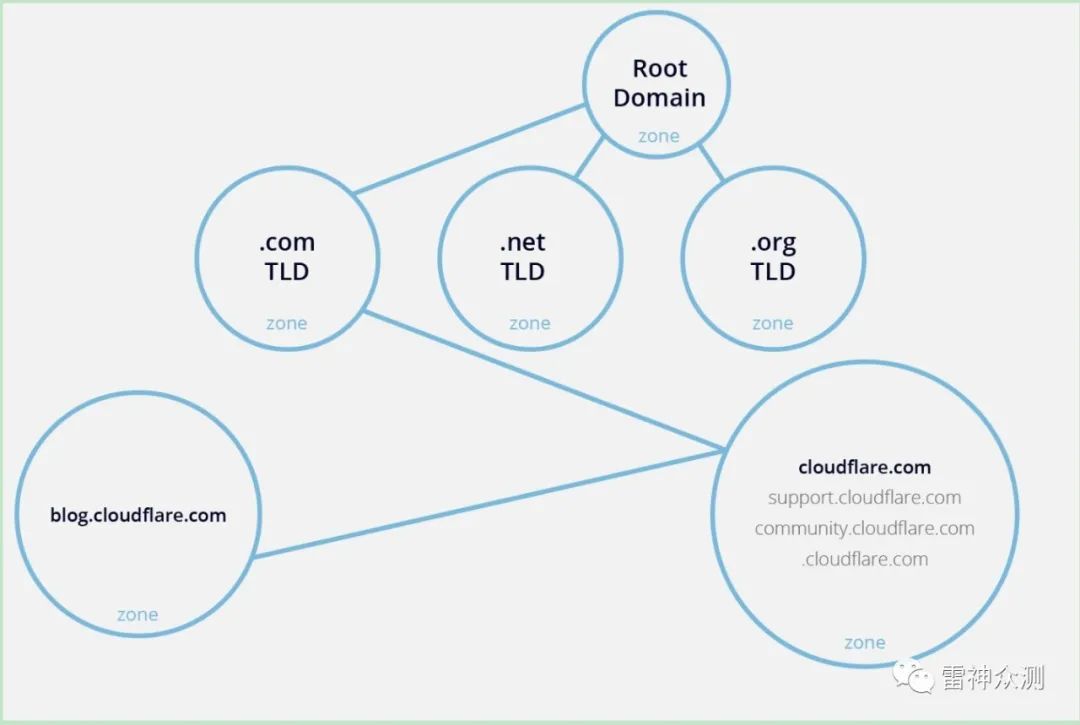 Root
Domain
zone
.com
TLD
zone
.net
TLD
zone
.org
TLD
zone
blog.cloudflare.com
zone
cloudflare.com
support.cloudflare.com
community.cloudflare.com
.cloudflare.com
zone
雷神众测